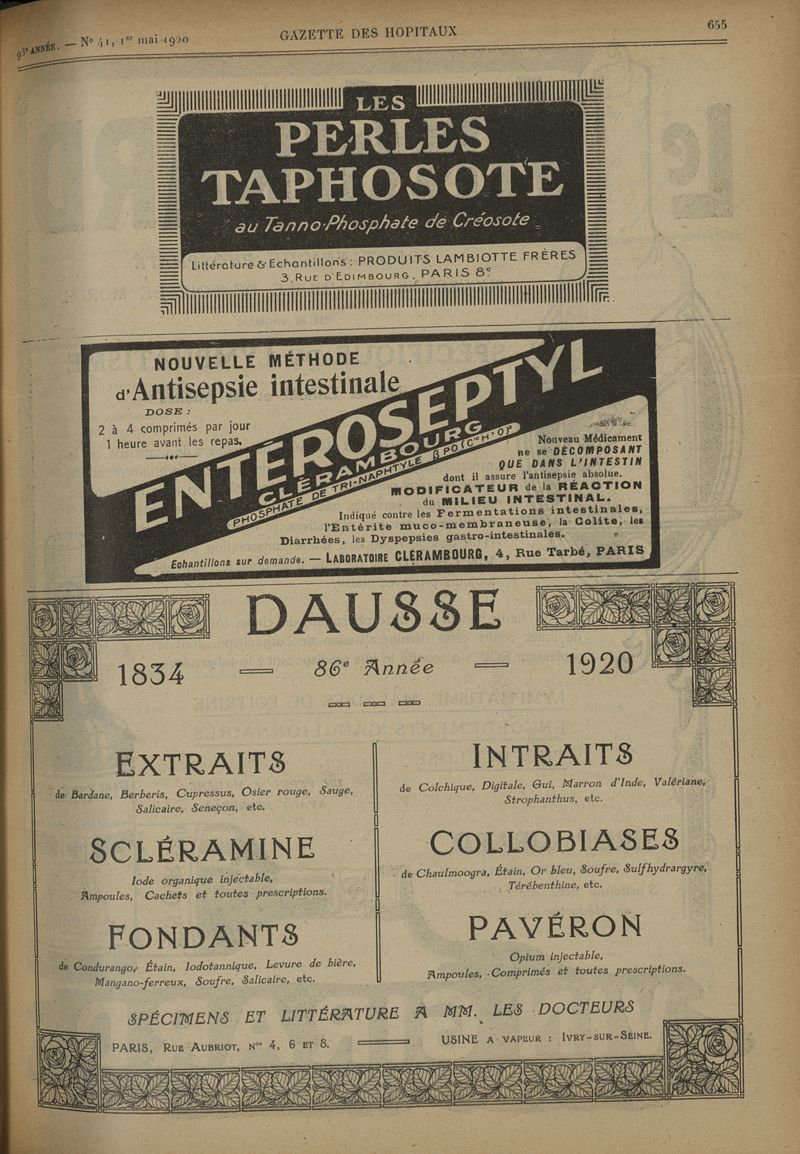 93e ANNÉE. — No 41, 1er mai 1920
GAZETTE DES HOPITAUX
655
LES
PERLES
TAPHOSOTE
au Tanno-Phosphate de Créosote
Littérature & Echantillons : PRODUITS LAMBIOTTE FRÈRES
3, RUE D'EDIMBOURG, PARIS 8e
NOUVELLE MÉTHODE
d'Antisepsie intestinale
DOSE :
2 à 4 comprimés par jour
1 heure avant les repas.
ENTÉROSEPTYL
CLÉRAMBOURG
PHOSPHATE DE TRI-NAPHTYLE β PO(C10H7O)3
Nouveau Médicament
ne se DÉCOMPOSANT
QUE DANS L'INTESTIN
dont il assure l'antisepsie absolue.
MODIFICATEUR de la RÉACTION
du MILIEU INTESTINAL.
Indiqué contre les Fermentations intestinales,
l'Entérite muco-membraneuse, la Colite, les
Diarrhées, les Dyspepsies gastro-intestinales.
Echantillons sur demande. — LABORATOIRE CLÉRAMBOURG, 4, Rue Tarbé, PARIS
DAUSSE
1834 — 86e Année — 1920
EXTRAITS
de Bardane, Berberis, Cupressus, Osier rouge, Sauge,
Salicaire, Seneçon, etc.
SCLÉRAMINE
Iode organique injectable,
Ampoules, Cachets et toutes prescriptions.
FONDANTS
de Condurango, Étain, Iodotannique, Levure de bière,
Mangano-ferreux, Soufre, Salicaire, etc.
INTRAITS
de Colchique, Digitale, Gui, Marron d'Inde, Valériane,
Strophanthus, etc.
COLLOBIASES
de Chaulmoogra, Étain, Or bleu, Soufre, Sulfhydrargyre,
Térébenthine, etc.
PAVÉRON
Opium injectable,
Ampoules, Comprimés et toutes prescriptions.
SPÉCIMENS ET LITTÉRATURE A MM. LES DOCTEURS
PARIS, RUE AUBRIOT, Nos 4, 6 ET 8.
USINE A VAPEUR : IVRY-SUR-SEINE.